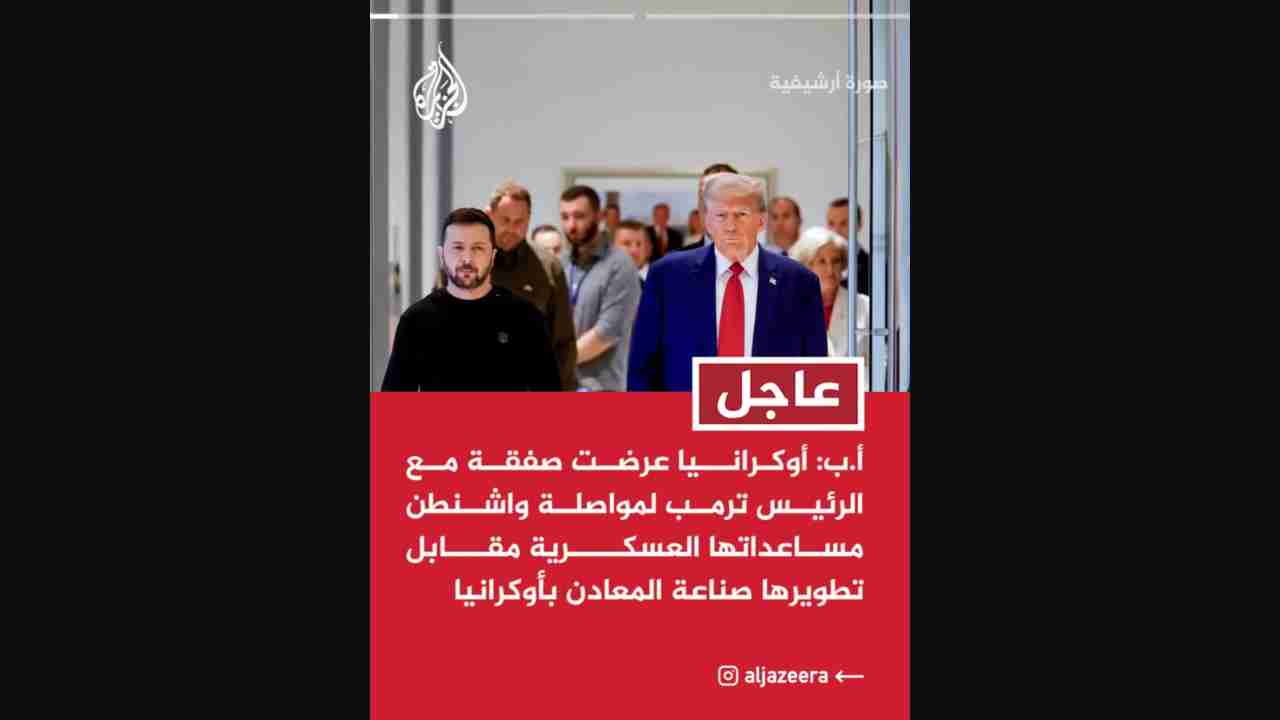 الجزيرة
صورة أرشيفية
عاجل
أ.ب: أوكرانيا عرضت صفقة مع
الرئيس ترمب لمواصلة واشنطن
مساعداتها العسكرية مقابل
تطويرها صناعة المعادن بأوكرانيا
aljazeera